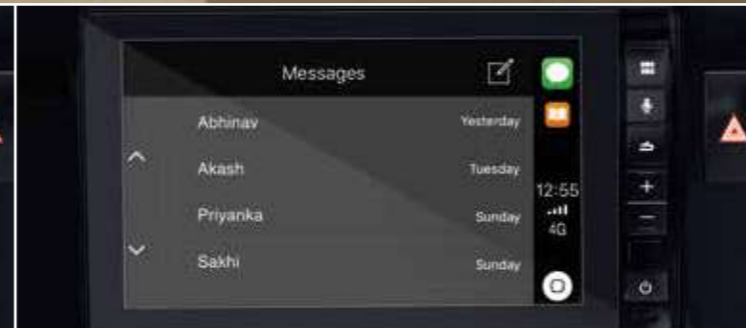 Messages
Abhinav Yesterday
Akash Tuesday
Priyanka Sunday
Sakhi Sunday
12:55
4G